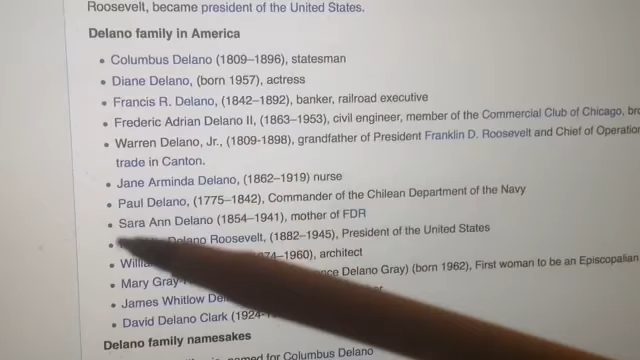 Roosevelt, became president of the United States.
Delano family in America
Columbus Delano (1809–1896), statesman
Diane Delano, (born 1957), actress
Francis R. Delano, (1842–1892), banker, railroad executive
Frederic Adrian Delano II, (1863–1953), civil engineer, member of the Commercial Club of Chicago,
Warren Delano, Jr., (1809-1898), grandfather of President Franklin D. Roosevelt and Chief of
trade in Canton.
Jane Arminda Delano, (1862–1919) nurse
Paul Delano, (1775–1842), Commander of the Chilean Department of the Navy
Sara Ann Delano (1854–1941), mother of FDR
Delano Roosevelt, (1882–1945), President of the United States
–1960), architect
Mary Gray Delano Gray) (born 1962), First woman to be an Episcopalian
James Whitlow
David Delano Clark
Delano family namesakes
named for Columbus Delano